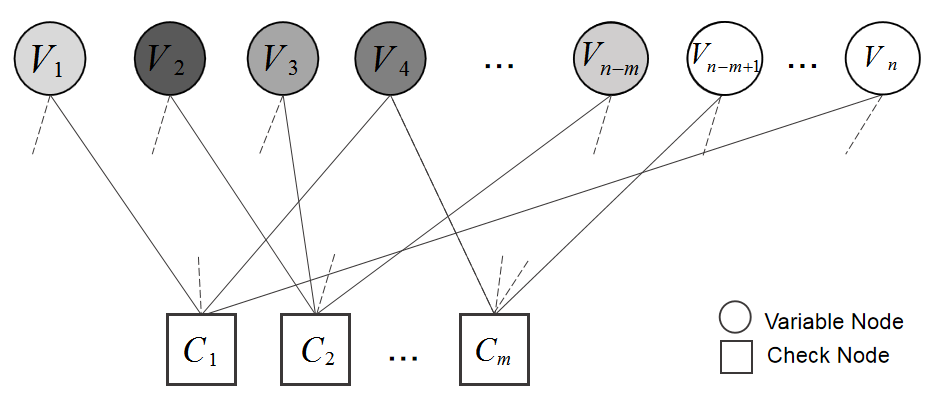 V₁ V₂ V₃ V₄ ... Vₙ₋ₘ Vₙ₋ₘ₊₁ ... Vₙ
C₁ C₂ ... Cₘ
Variable Node
Check Node